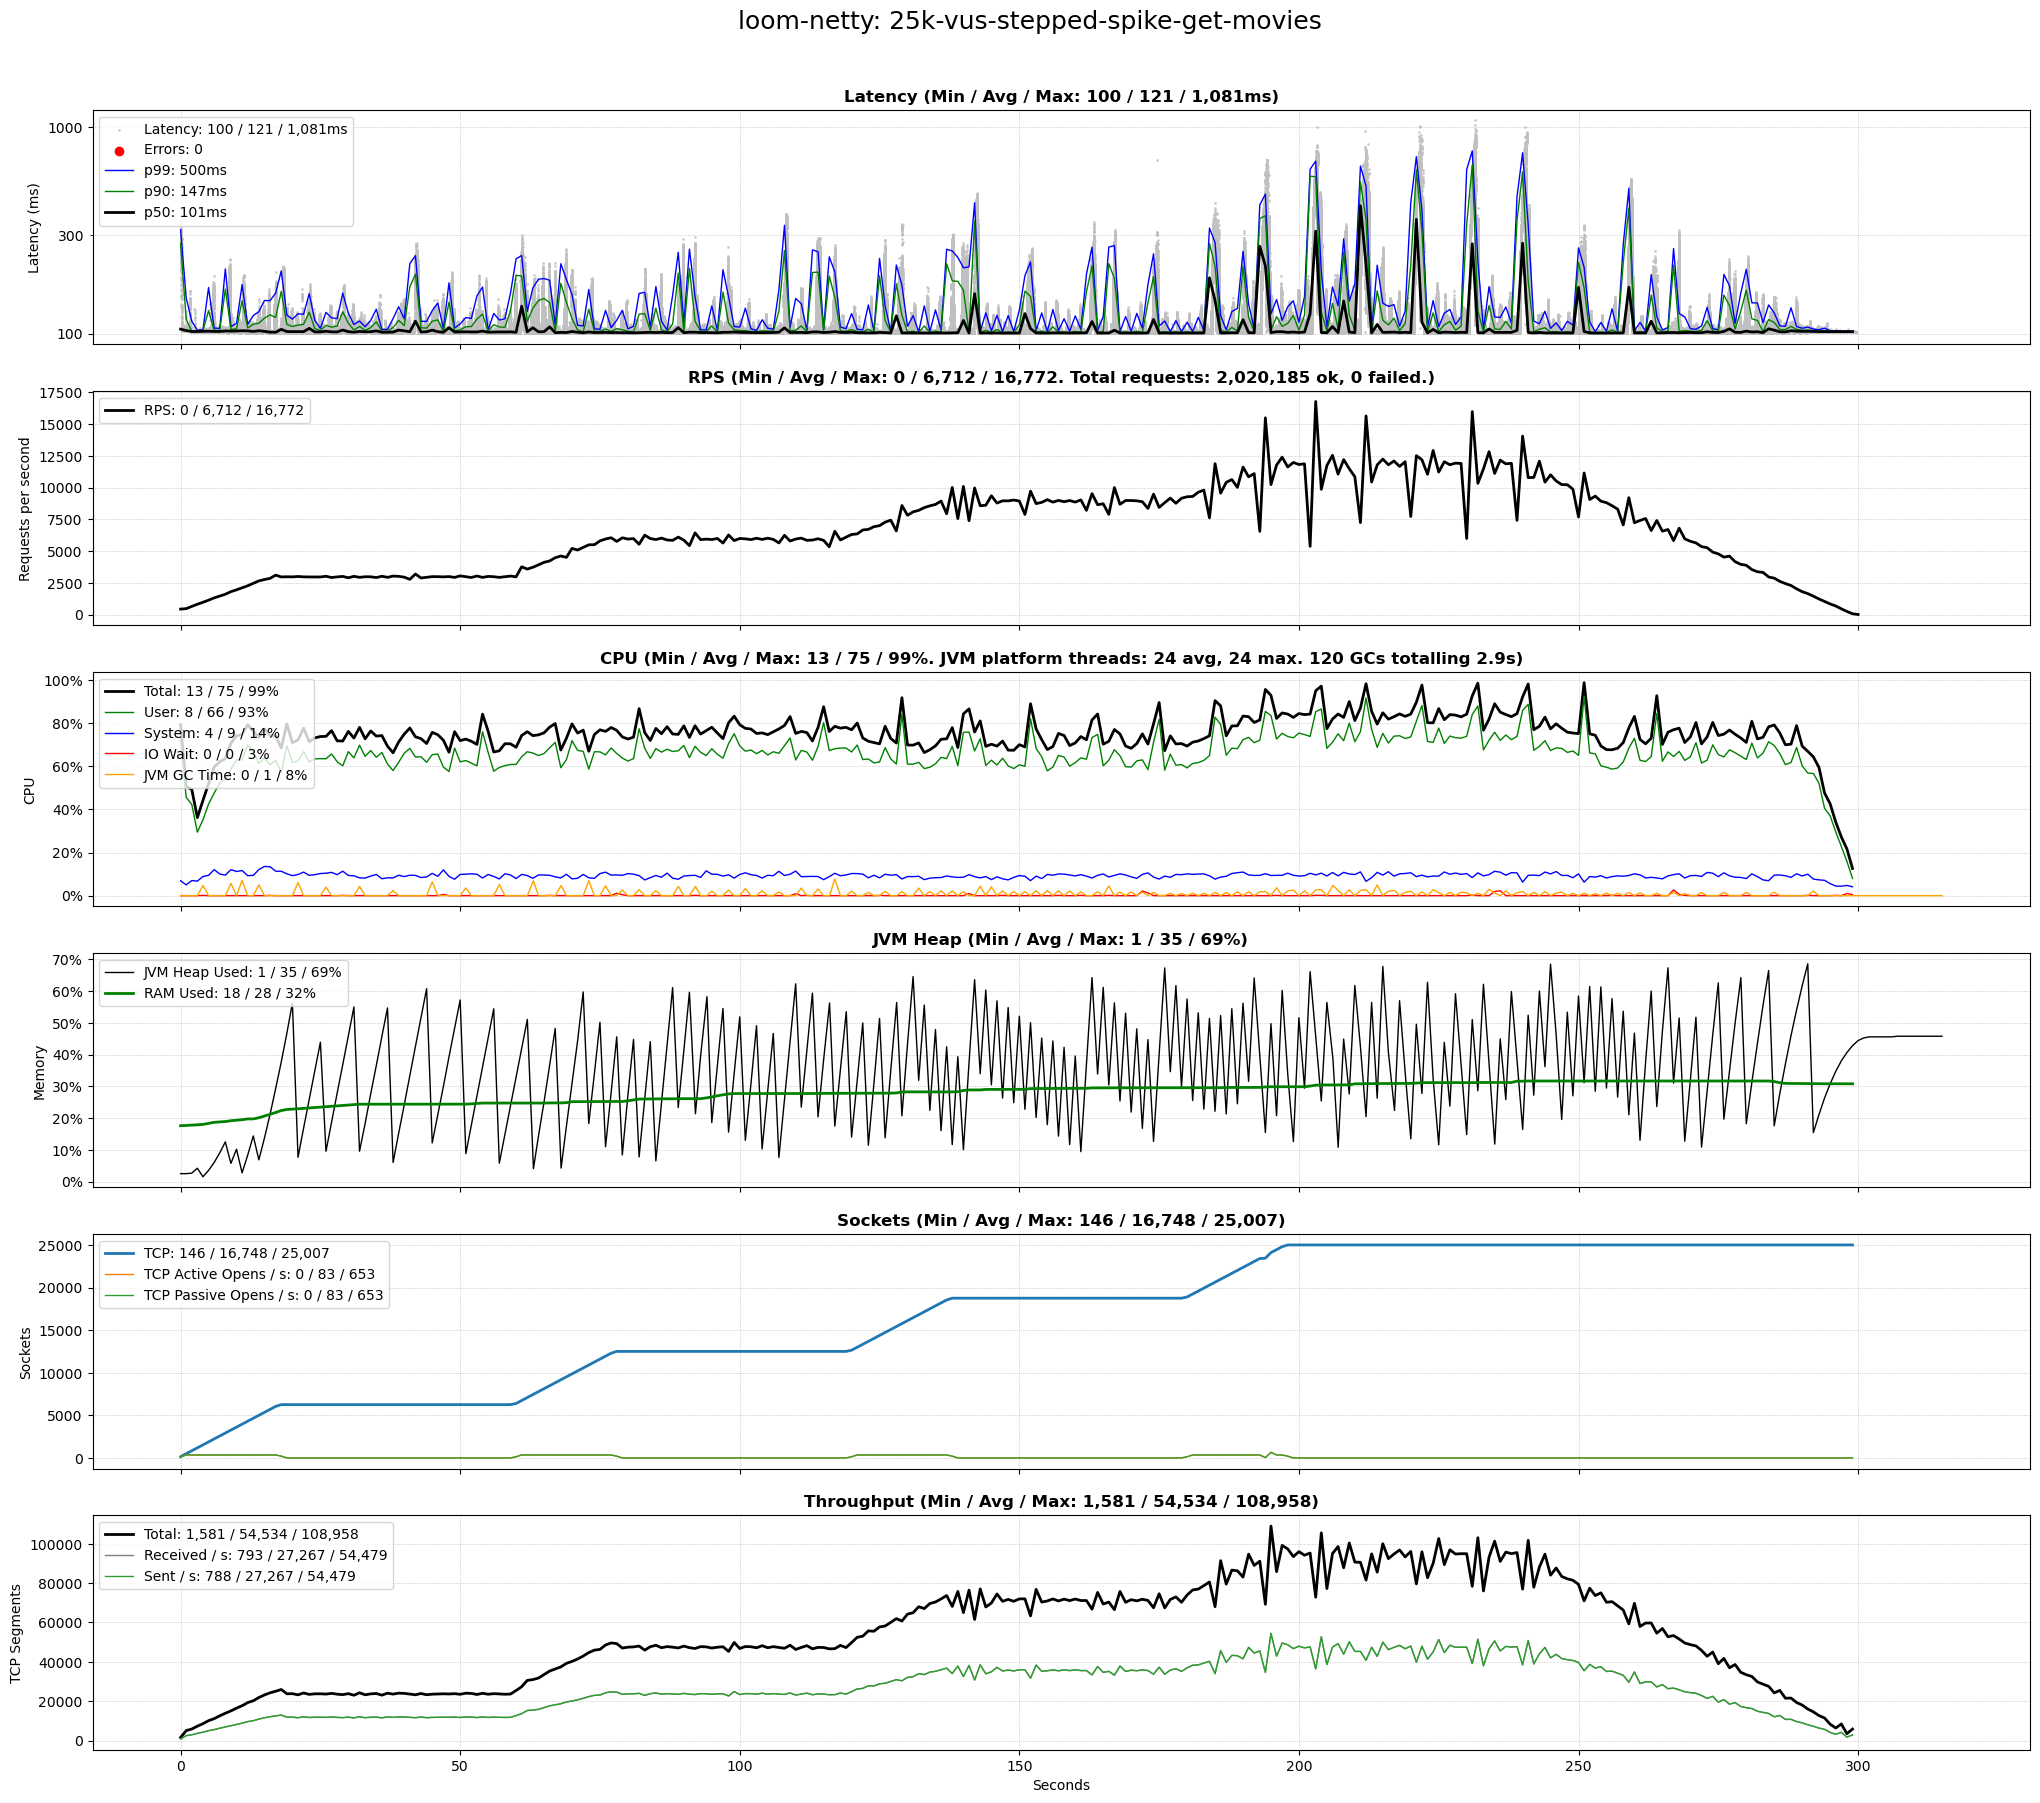 loom-netty: 25k-vus-stepped-spike-get-movies
Latency (Min / Avg / Max: 100 / 121 / 1,081ms)
Latency (ms)
1000
300
100
Latency: 100 / 121 / 1,081ms
Errors: 0
p99: 500ms
p90: 147ms
p50: 101ms
RPS (Min / Avg / Max: 0 / 6,712 / 16,772. Total requests: 2,020,185 ok, 0 failed.)
Requests per second
17500
15000
12500
10000
7500
5000
2500
0
RPS: 0 / 6,712 / 16,772
CPU (Min / Avg / Max: 13 / 75 / 99%. JVM platform threads: 24 avg, 24 max. 120 GCs totalling 2.9s)
CPU
100%
80%
60%
40%
20%
0%
Total: 13 / 75 / 99%
User: 8 / 66 / 93%
System: 4 / 9 / 14%
IO Wait: 0 / 0 / 3%
JVM GC Time: 0 / 1 / 8%
JVM Heap (Min / Avg / Max: 1 / 35 / 69%)
Memory
70%
60%
50%
40%
30%
20%
10%
0%
JVM Heap Used: 1 / 35 / 69%
RAM Used: 18 / 28 / 32%
Sockets (Min / Avg / Max: 146 / 16,748 / 25,007)
Sockets
25000
20000
15000
10000
5000
0
TCP: 146 / 16,748 / 25,007
TCP Active Opens / s: 0 / 83 / 653
TCP Passive Opens / s: 0 / 83 / 653
Throughput (Min / Avg / Max: 1,581 / 54,534 / 108,958)
TCP Segments
100000
80000
60000
40000
20000
0
Total: 1,581 / 54,534 / 108,958
Received / s: 793 / 27,267 / 54,479
Sent / s: 788 / 27,267 / 54,479
0 50 100 150 200 250 300
Seconds